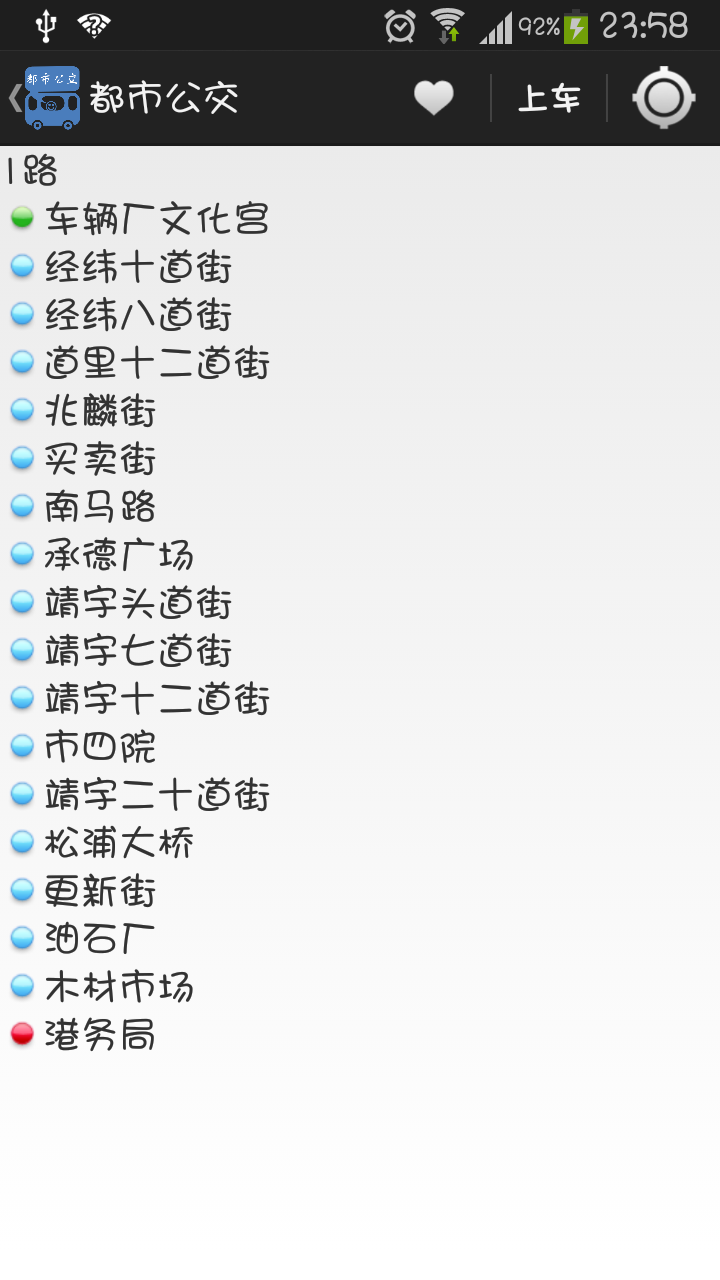 92% 23:58
都市公交 都市公交 上车
1路
车辆厂文化宫
经纬十道街
经纬八道街
道里十二道街
兆麟街
买卖街
南马路
承德广场
靖宇头道街
靖宇七道街
靖宇十二道街
市四院
靖宇二十道街
松浦大桥
更新街
油石厂
木材市场
港务局